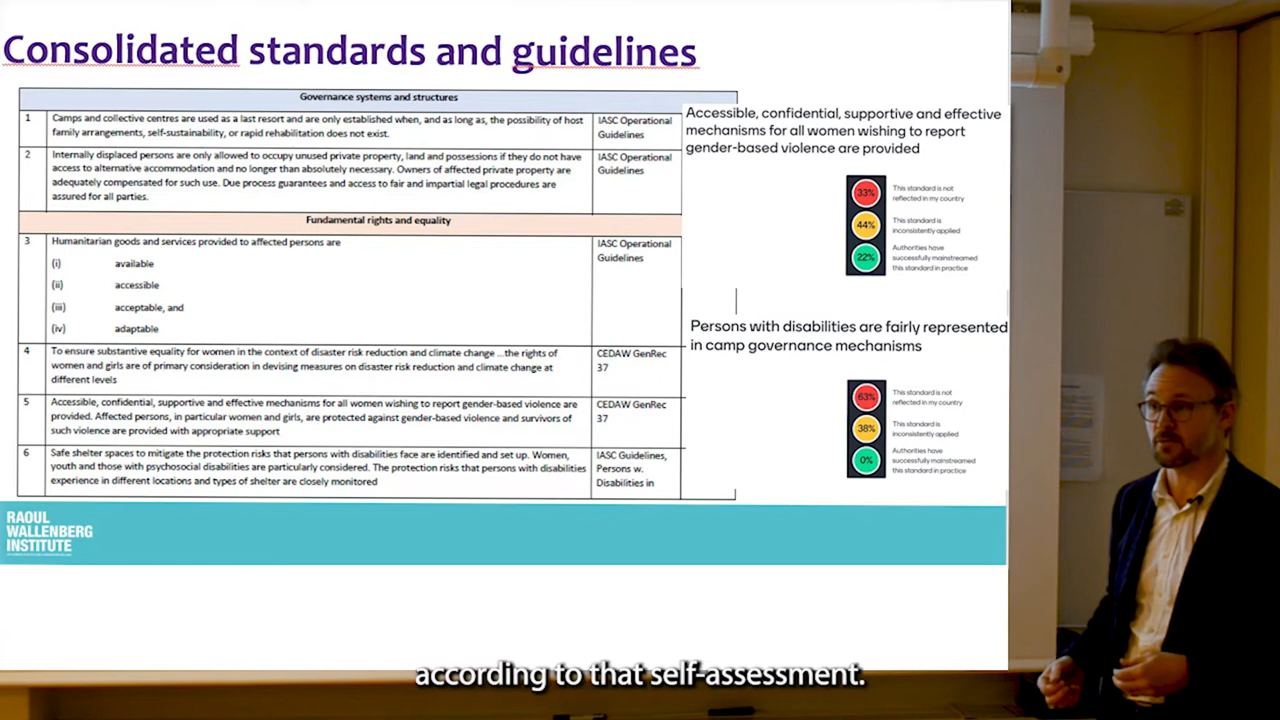 Consolidated standards and guidelines
Governance systems and structures
1 Camps and collective centres are used as a last resort and are only established when, and as long as, the possibility of host
family arrangements, self-sustainability, or rapid rehabilitation does not exist.
IASC Operational
Guidelines
2 Internally displaced persons are only allowed to occupy unused private property, land and possessions if they do not have
access to alternative accommodation and no longer than absolutely necessary. Owners of affected private property are
adequately compensated for such use. Due process guarantees and access to fair and impartial legal procedures are
assured for all parties.
IASC Operational
Guidelines
Fundamental rights and equality
3 Humanitarian goods and services provided to affected persons are
(i) available
(ii) accessible
(iii) acceptable, and
(iv) adaptable
IASC Operational
Guidelines
4 To ensure substantive equality for women in the context of disaster risk reduction and climate change ...the rights of
women and girls are of primary consideration in devising measures on disaster risk reduction and climate change at
different levels
CEDAW GenRec
37
5 Accessible, confidential, supportive and effective mechanisms for all women wishing to report gender-based violence are
provided. Affected persons, in particular women and girls, are protected against gender-based violence and survivors of
such violence are provided with appropriate support
CEDAW GenRec
37
6 Safe shelter spaces to mitigate the protection risks that persons with disabilities face are identified and set up. Women,
youth and those with psychosocial disabilities are particularly considered. The protection risks that persons with disabilities
experience in different locations and types of shelter are closely monitored
IASC Guidelines,
Persons w.
Disabilities in
Accessible, confidential, supportive and effective
mechanisms for all women wishing to report
gender-based violence are provided
33% This standard is not
reflected in my country
44% This standard is
inconsistently applied
22% Authorities have
successfully mainstreamed
this standard in practice
Persons with disabilities are fairly represented
in camp governance mechanisms
63% This standard is not
reflected in my country
38% This standard is
inconsistently applied
0% Authorities have
successfully mainstreamed
this standard in practice
RAOUL
WALLENBERG
INSTITUTE
according to that self-assessment.